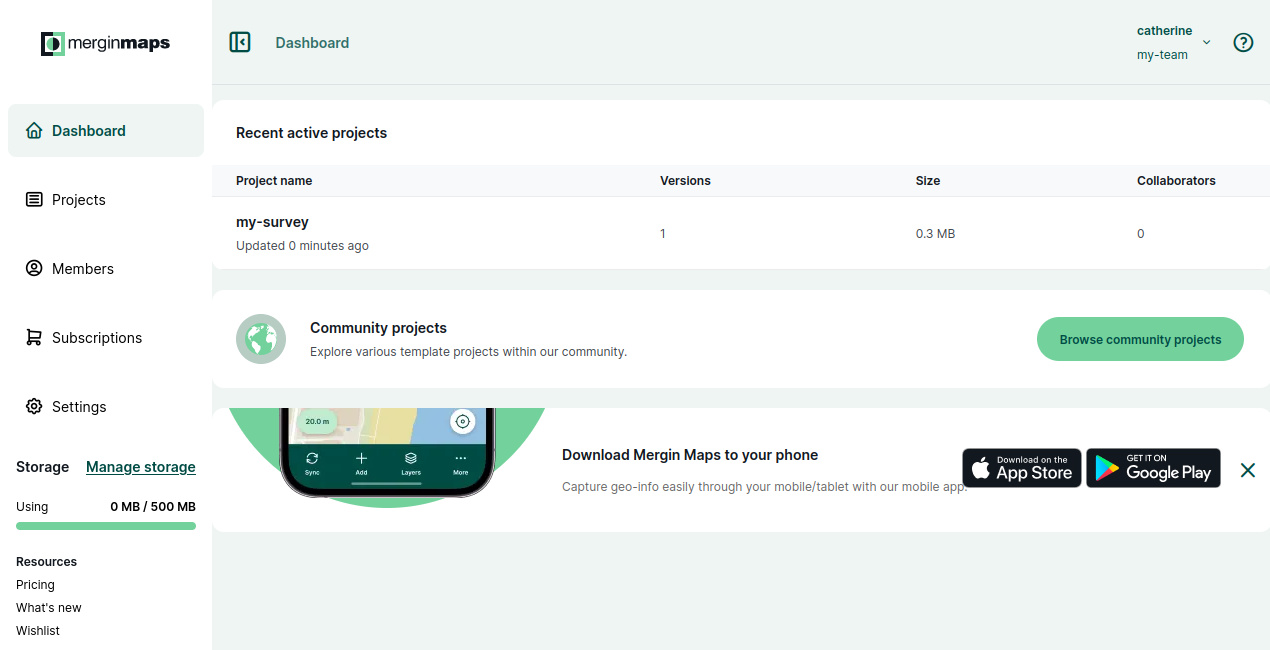 merginmaps
Dashboard
catherine
my-team
Dashboard
Projects
Members
Subscriptions
Settings
Storage Manage storage
Using 0 MB / 500 MB
Resources
Pricing
What's new
Wishlist
Recent active projects
Project name Versions Size Collaborators
my-survey
Updated 0 minutes ago
1 0.3 MB 0
Community projects
Explore various template projects within our community.
Browse community projects
20.0 m
Sync Add Layers More
Download Mergin Maps to your phone
Capture geo-info easily through your mobile/tablet with our mobile app.
Download on the
App Store
GET IT ON
Google Play